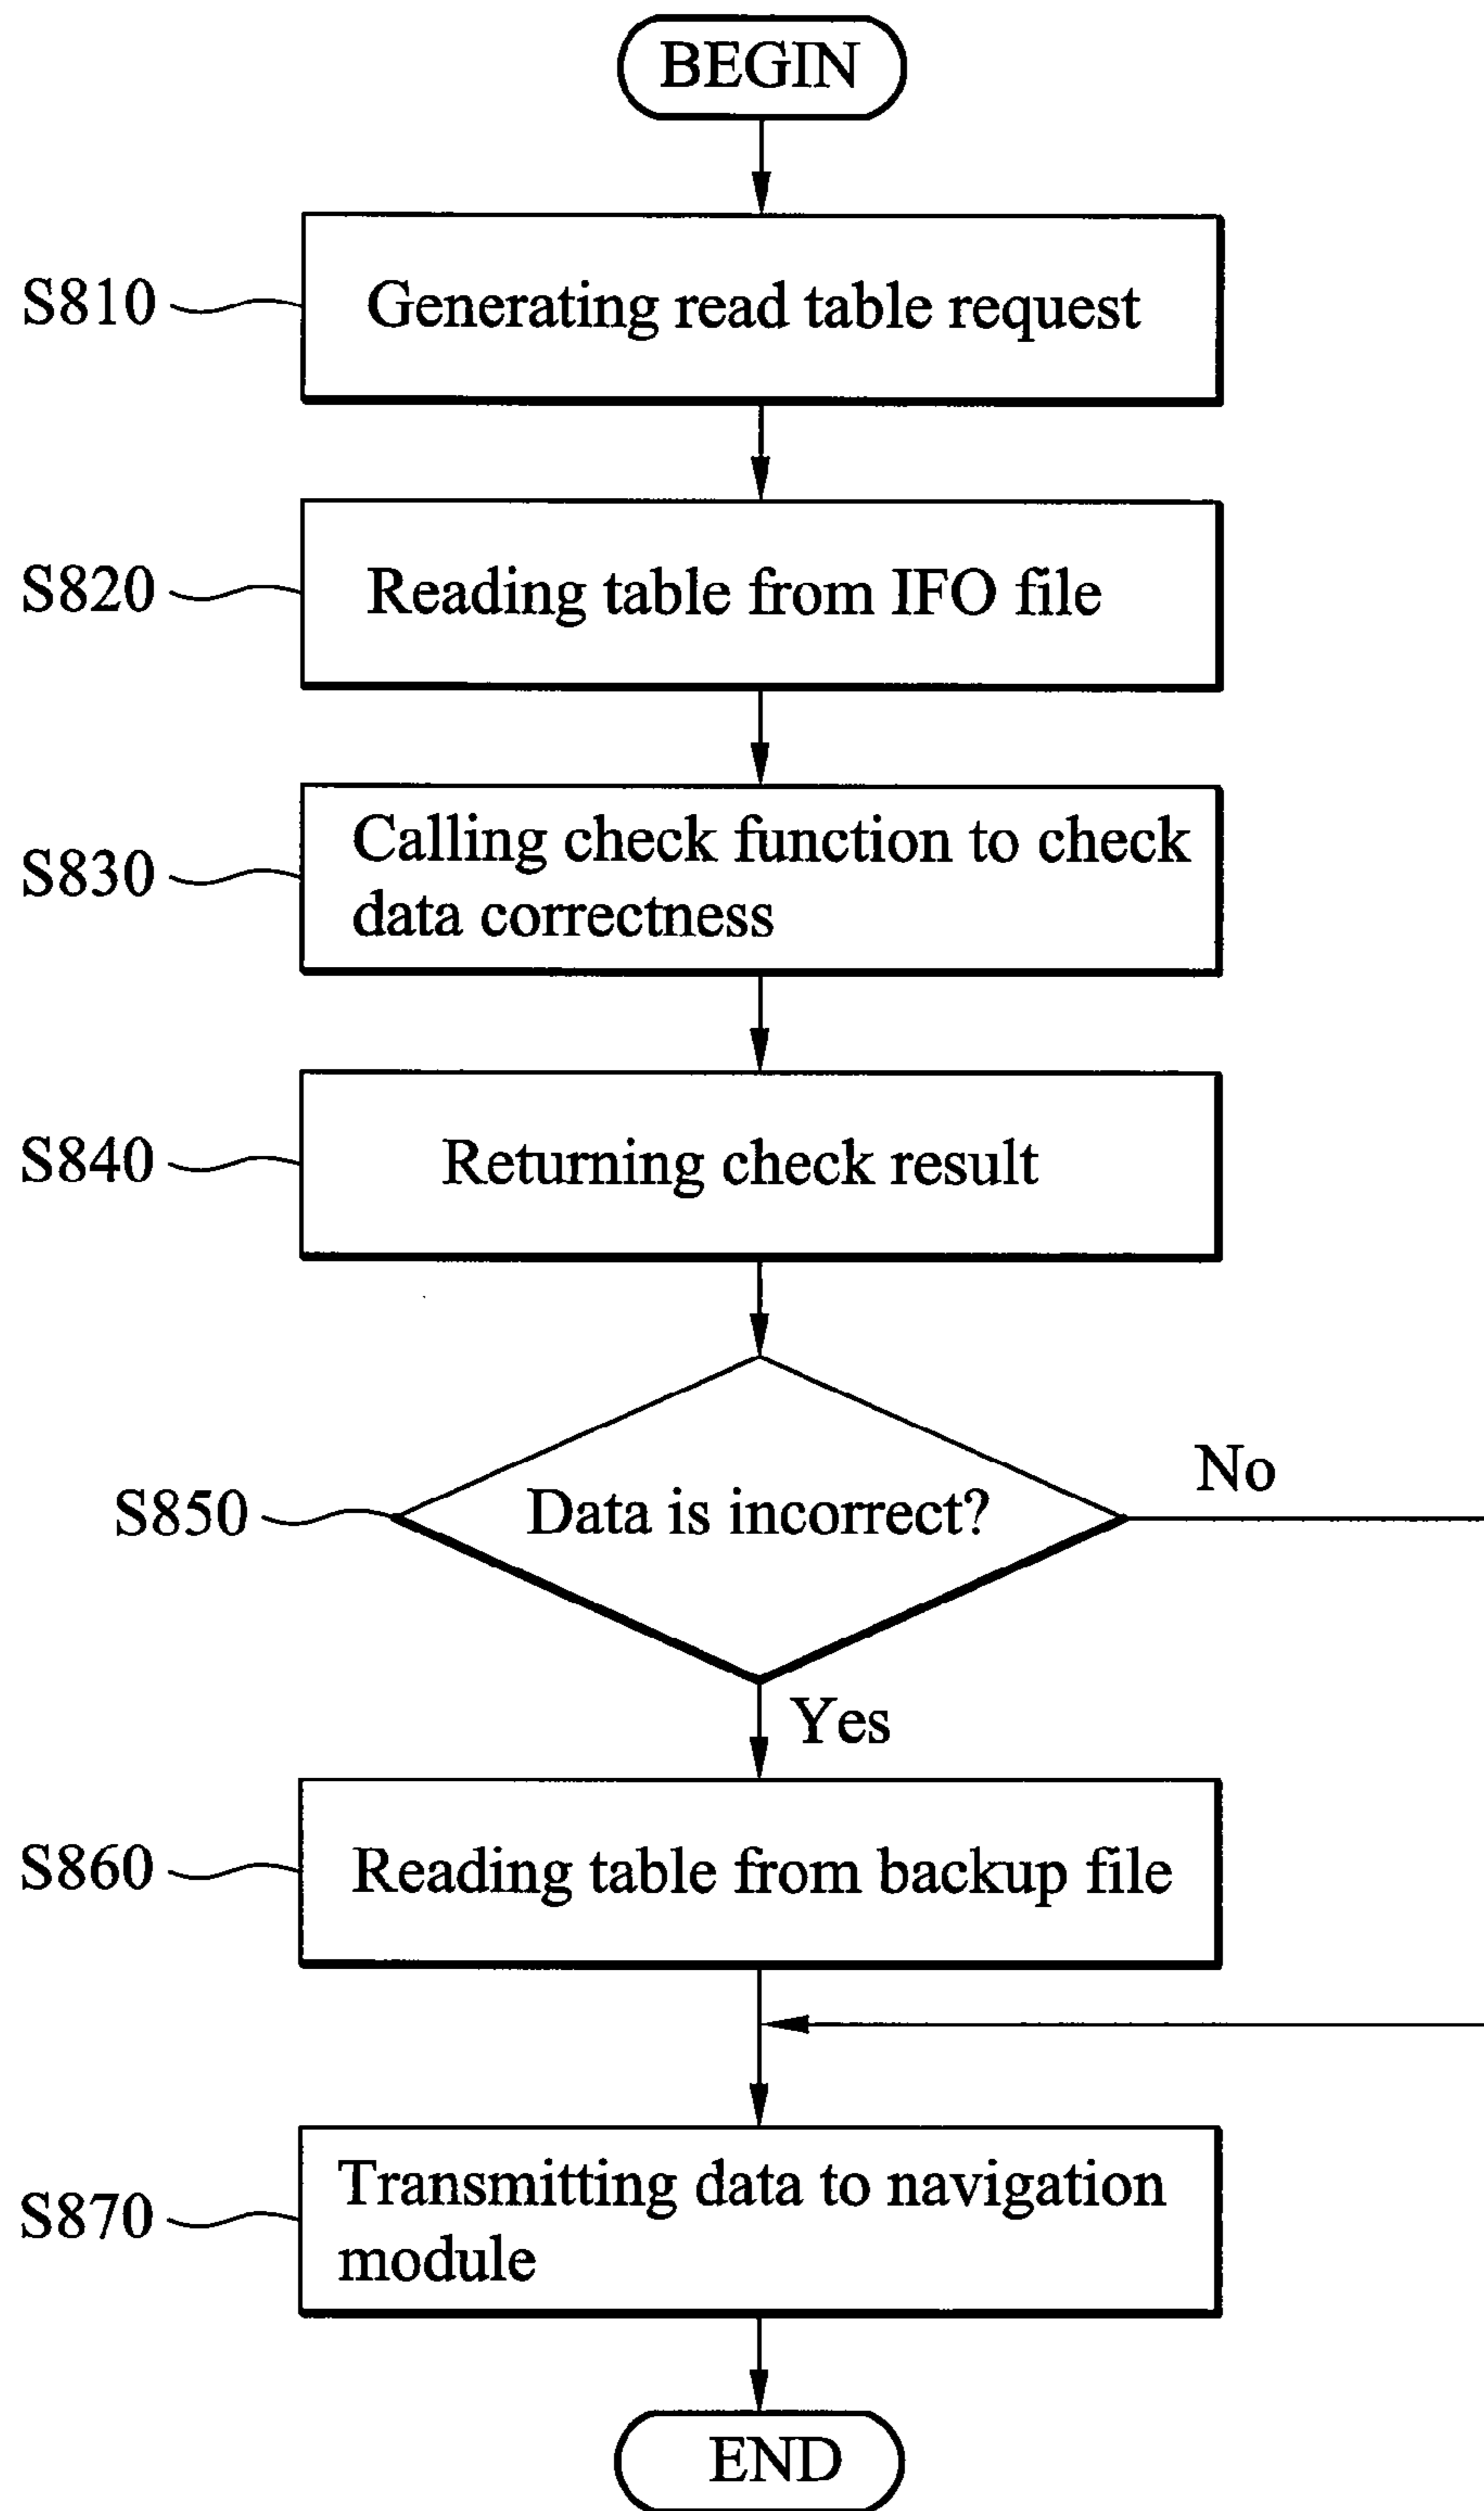 BEGIN
S810
Generating read table request
S820
Reading table from IFO file
S830
Calling check function to check
data correctness
S840
Returning check result
S850
Data is incorrect?
No
Yes
S860
Reading table from backup file
S870
Transmitting data to navigation
module
END